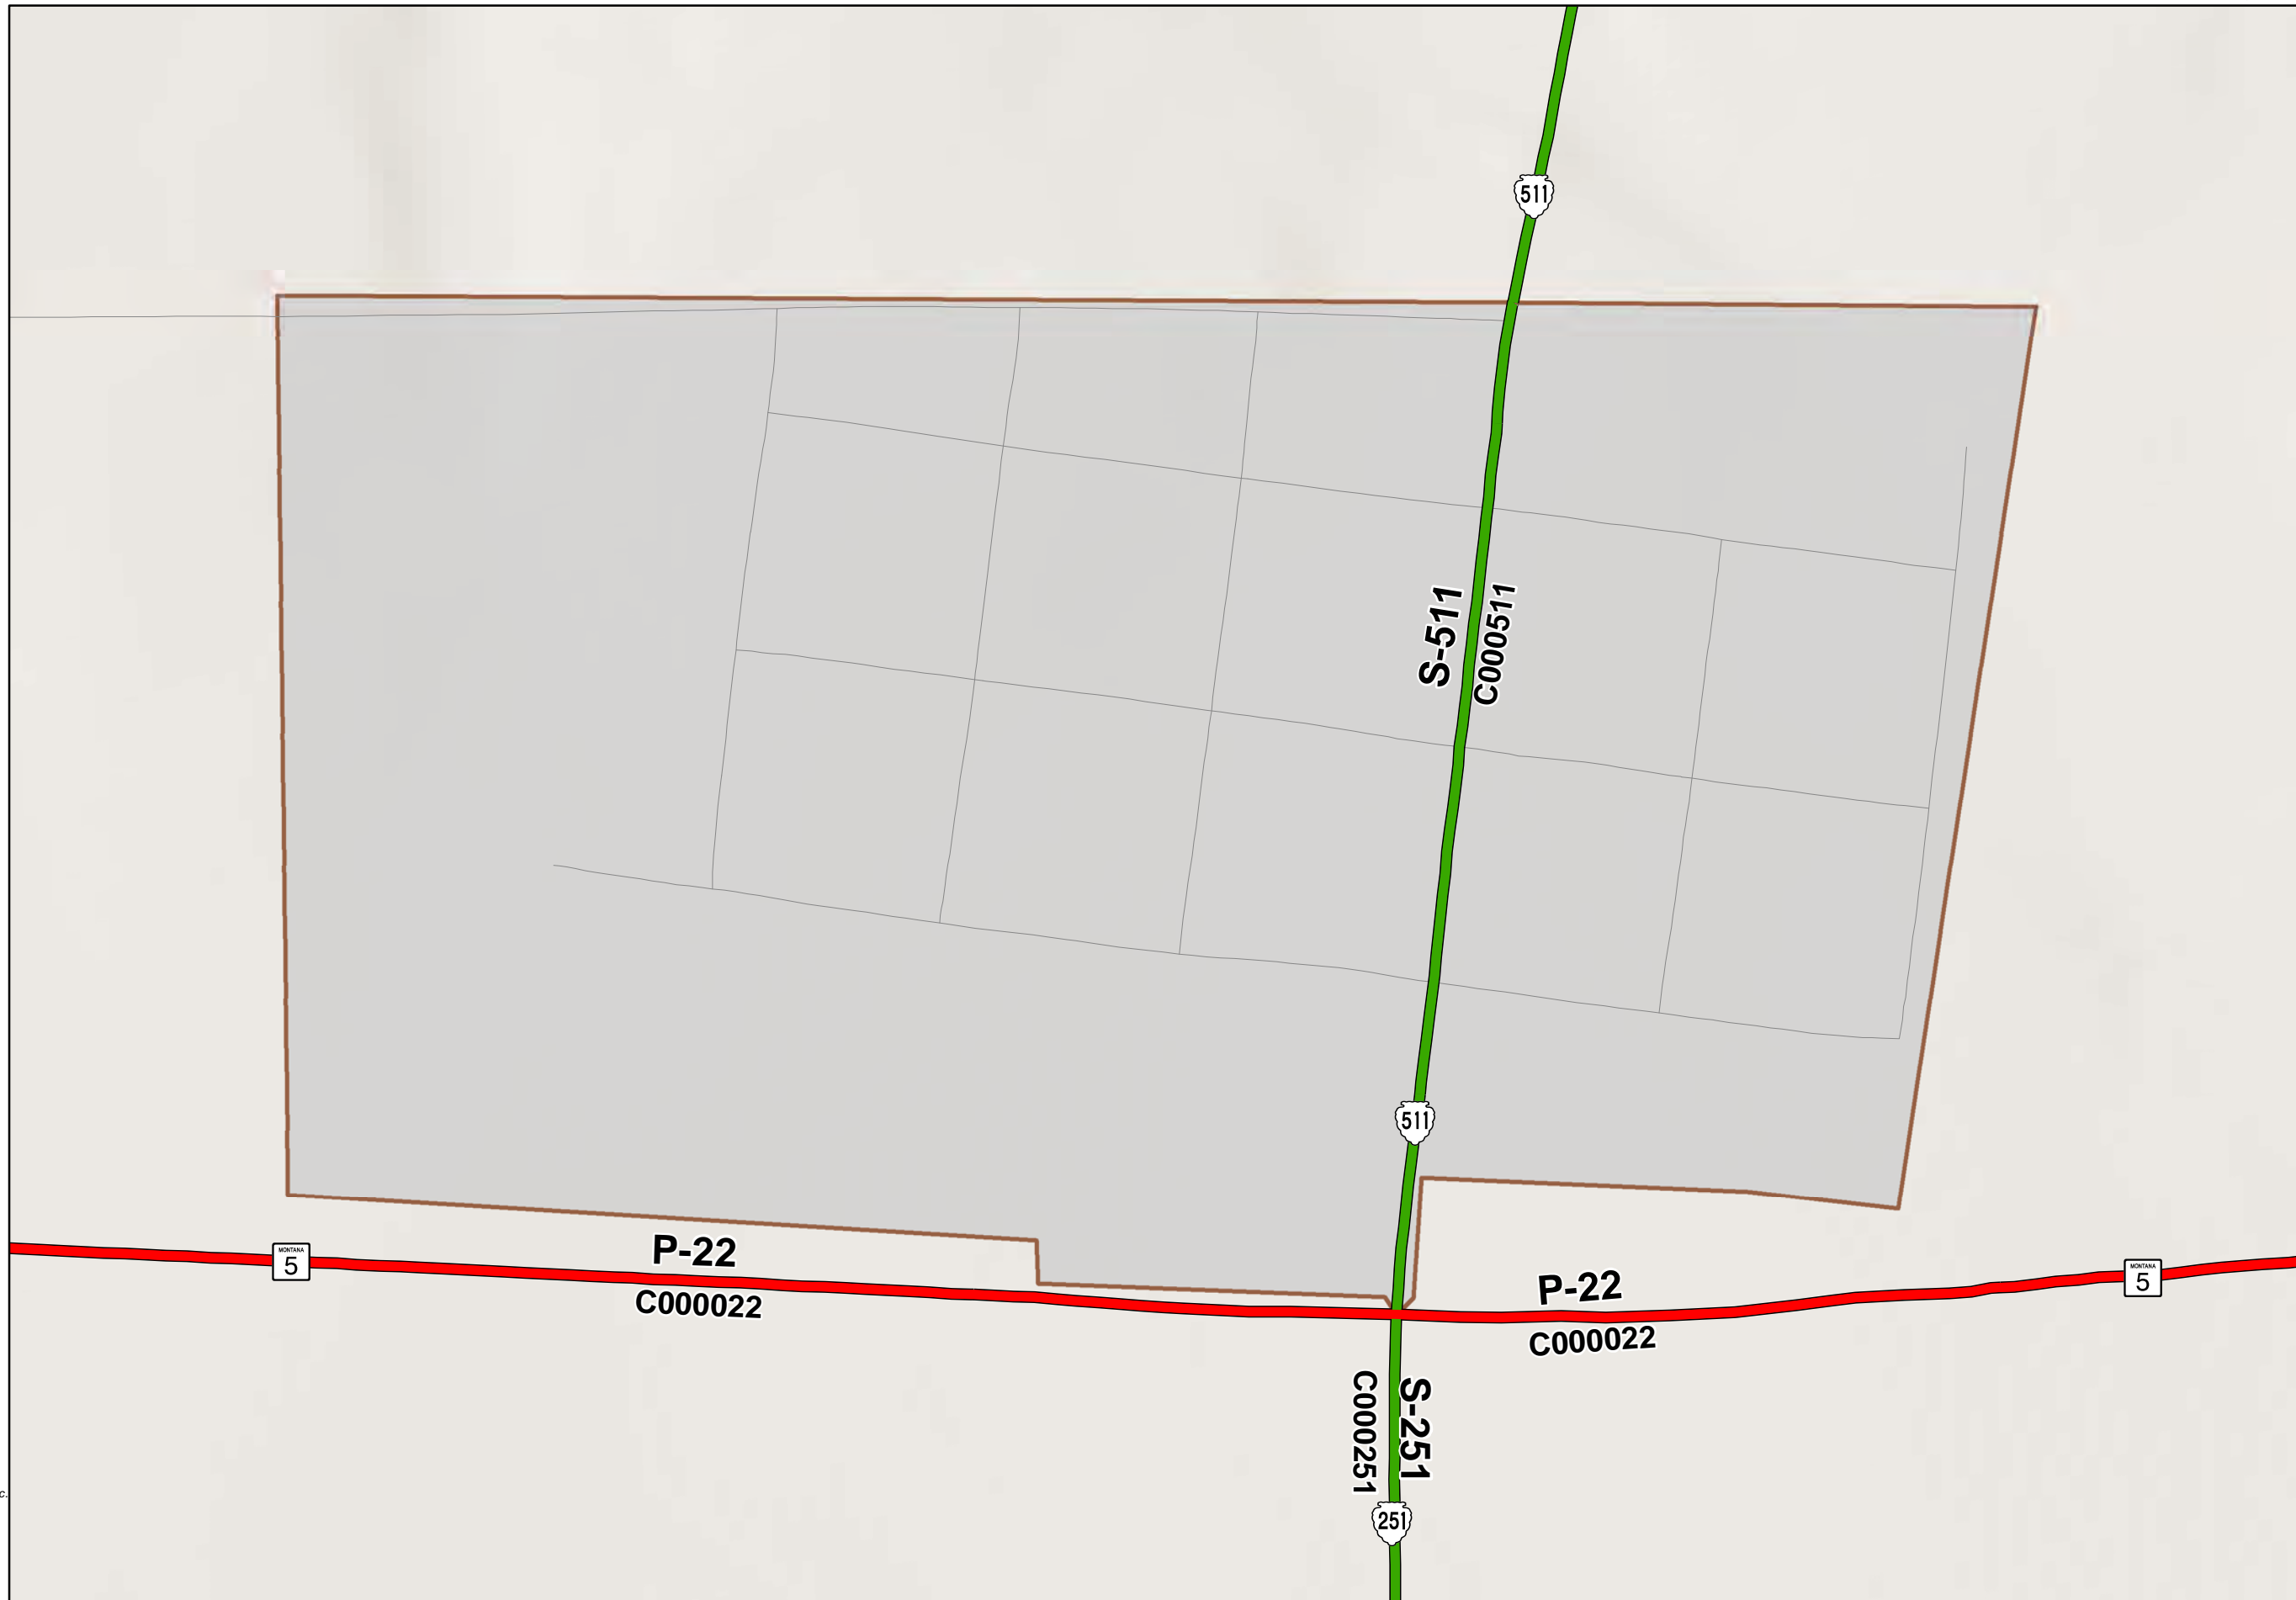 511
S-511
C000511
511
P-22
MONTANA
5
C000022
P-22
MONTANA
5
C000022
C000251
S-251
251
c.